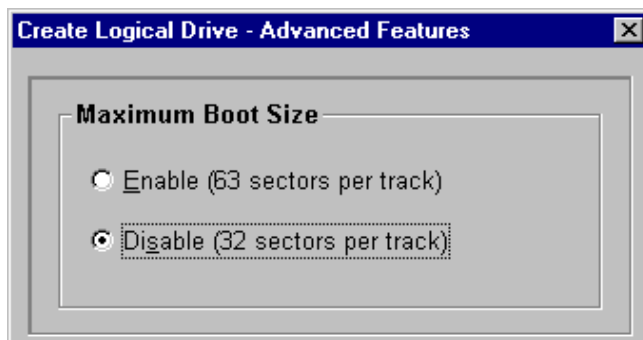 Create Logical Drive - Advanced Features
Maximum Boot Size
Enable (63 sectors per track)
Disable (32 sectors per track)